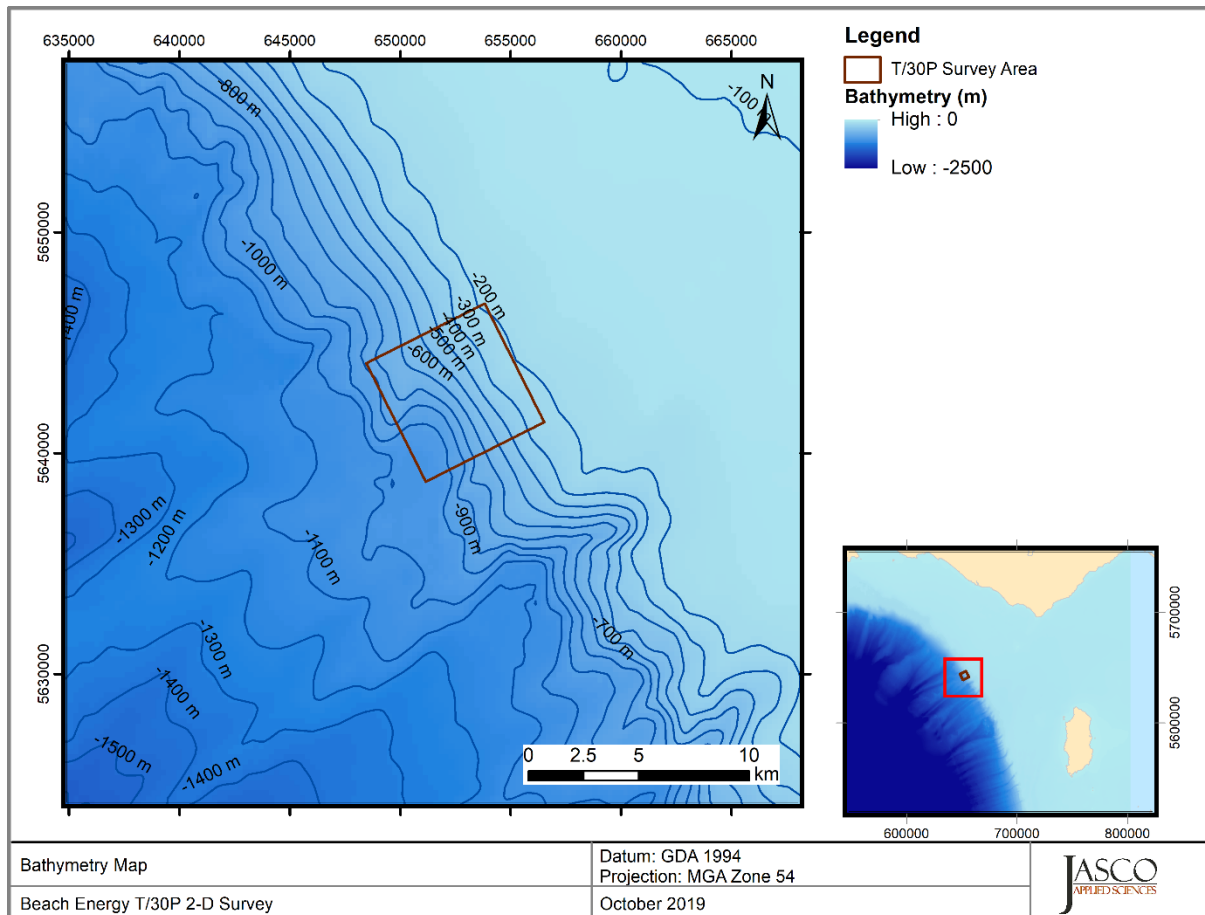 635000 640000 645000 650000 655000 660000 665000
Legend
T/30P Survey Area
Bathymetry (m)
High : 0
Low : -2500
N
-800 m
-100
5650000
-1000 m
-200 m
-300 m
-400 m
-500 m
-600 m
5640000
-1300 m
-1200 m
-900 m
-1100 m
-700 m
5630000
-1300 m
-1400 m
-1500 m
-1400 m
0 2.5 5 10
km
5700000
5600000
600000 700000 800000
Bathymetry Map
Datum: GDA 1994
Projection: MGA Zone 54
Beach Energy T/30P 2-D Survey
October 2019
JASCO
APPLIED SCIENCES